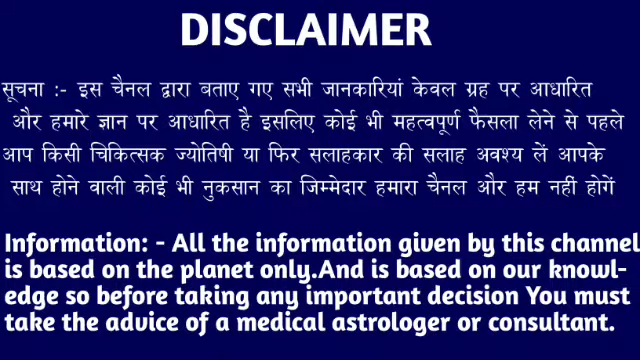 DISCLAIMER
सूचना :- इस चैनल द्वारा बताए गए सभी जानकारियां केवल ग्रह पर आधारित
और हमारे ज्ञान पर आधारित है इसलिए कोई भी महत्वपूर्ण फैसला लेने से पहले
आप किसी चिकित्सक ज्योतिषी या फिर सलाहकार की सलाह अवश्य लें आपके
साथ होने वाली कोई भी नुकसान का जिम्मेदार हमारा चैनल और हम नहीं होगें
Information: - All the information given by this channel
is based on the planet only.And is based on our knowl-
edge so before taking any important decision You must
take the advice of a medical astrologer or consultant.